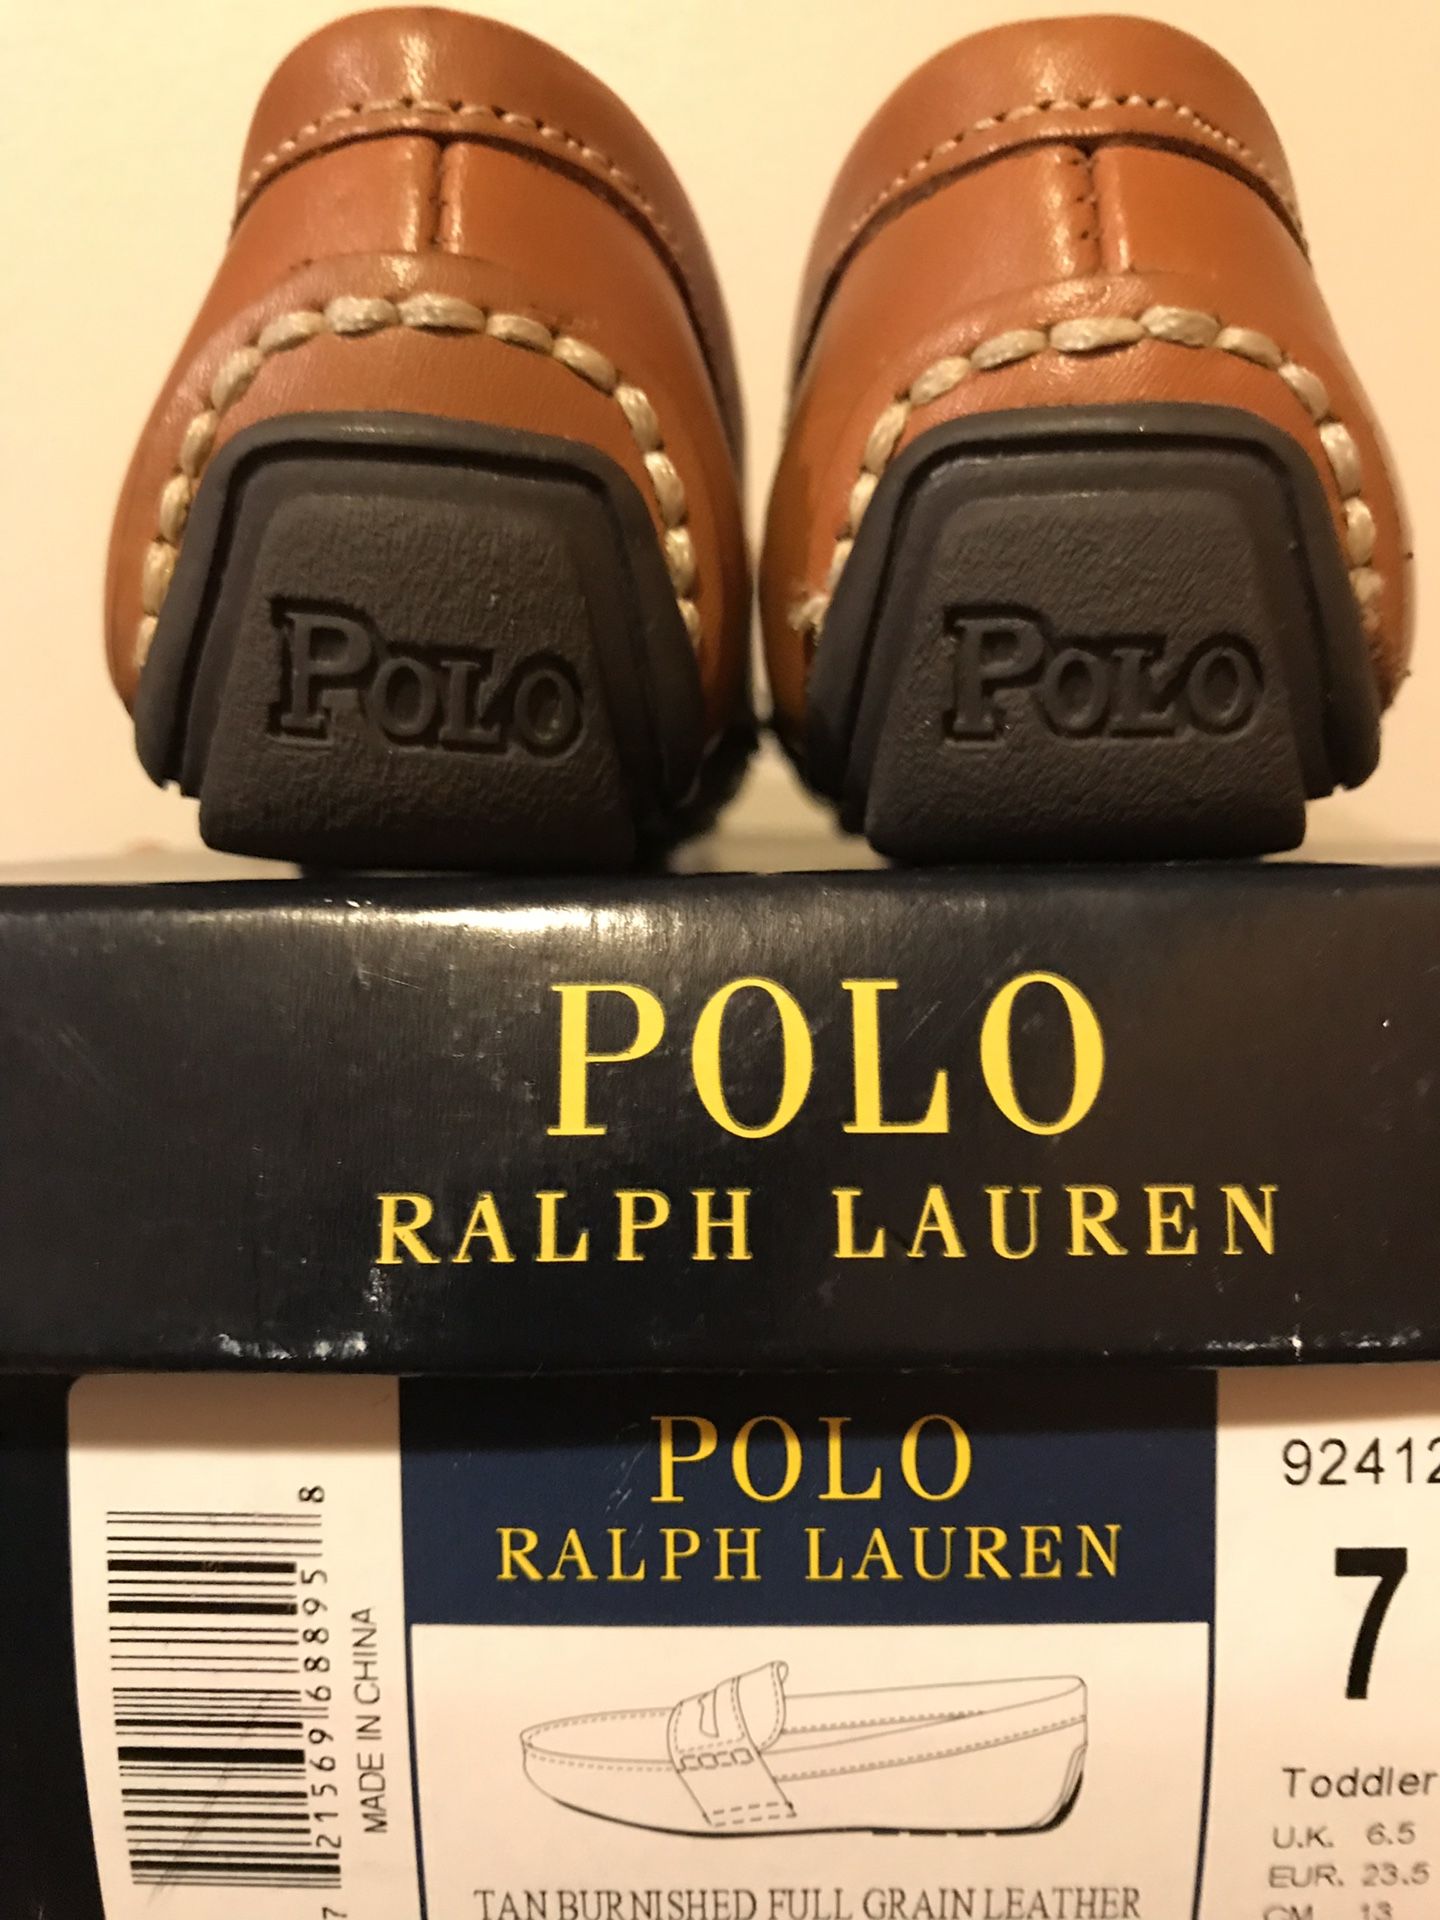 POLO POLO
POLO
RALPH LAUREN
POLO
RALPH LAUREN
7 21569 68895 8
MADE IN CHINA
92412
7
Toddler
U.K. 6.5
EUR. 23.5
CM 13
TAN BURNISHED FULL GRAIN LEATHER